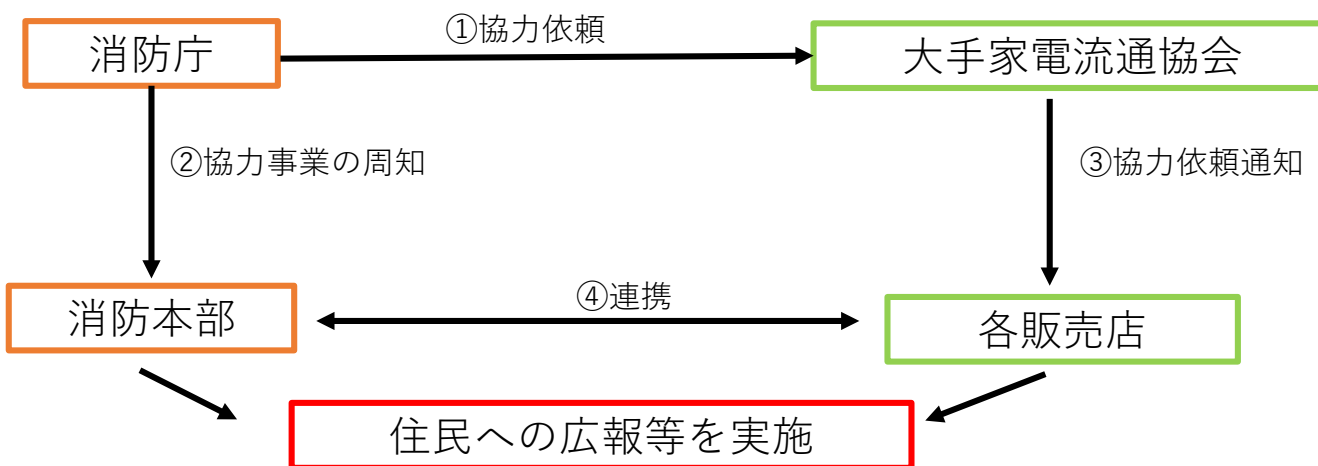 ①協力依頼
消防庁
大手家電流通協会
②協力事業の周知
③協力依頼通知
消防本部
④連携
各販売店
住民への広報等を実施